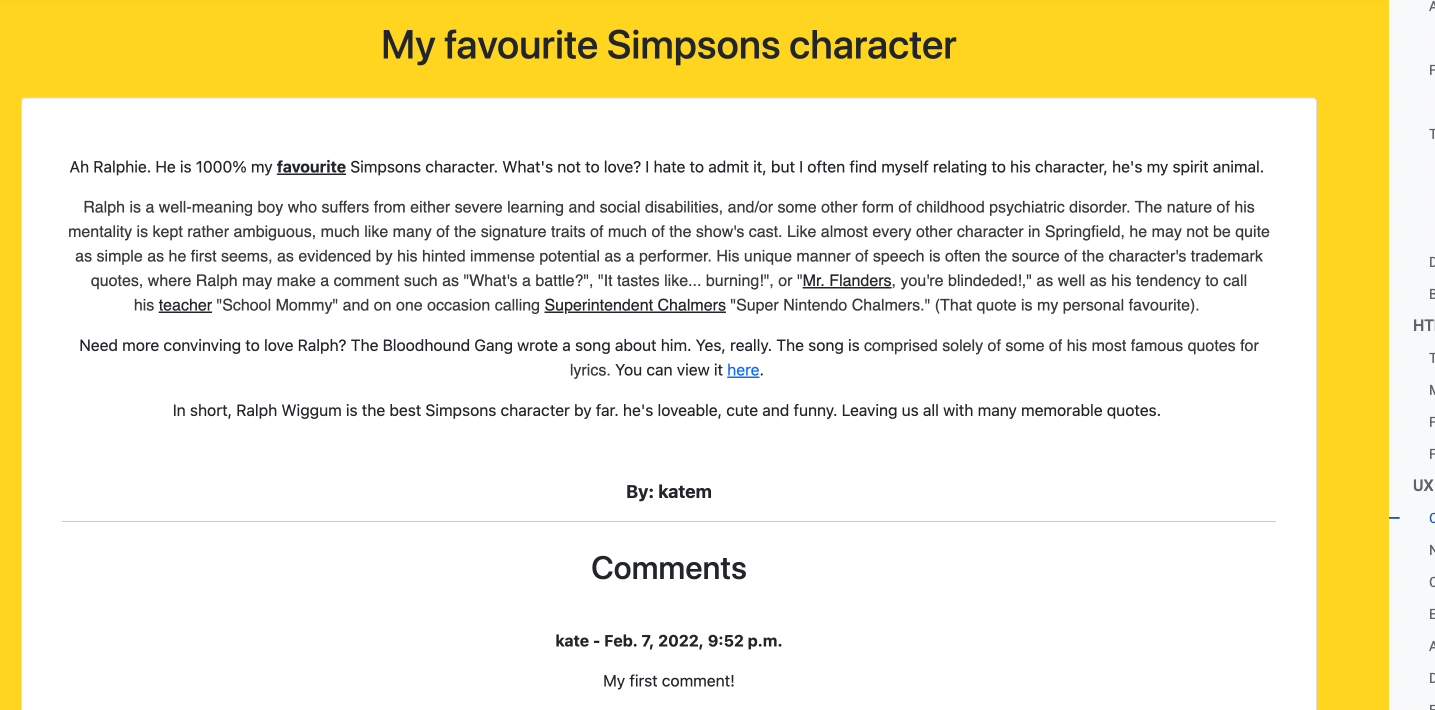 My favourite Simpsons character
Ah Ralphie. He is 1000% my favourite Simpsons character. What's not to love? I hate to admit it, but I often find myself relating to his character, he's my spirit animal.
Ralph is a well-meaning boy who suffers from either severe learning and social disabilities, and/or some other form of childhood psychiatric disorder. The nature of his
mentality is kept rather ambiguous, much like many of the signature traits of much of the show's cast. Like almost every other character in Springfield, he may not be quite
as simple as he first seems, as evidenced by his hinted immense potential as a performer. His unique manner of speech is often the source of the character's trademark
quotes, where Ralph may make a comment such as "What's a battle?", "It tastes like... burning!", or "Mr. Flanders, you're blindeded!," as well as his tendency to call
his teacher "School Mommy" and on one occasion calling Superintendent Chalmers "Super Nintendo Chalmers." (That quote is my personal favourite).
Need more convinving to love Ralph? The Bloodhound Gang wrote a song about him. Yes, really. The song is comprised solely of some of his most famous quotes for
lyrics. You can view it here.
In short, Ralph Wiggum is the best Simpsons character by far. he's loveable, cute and funny. Leaving us all with many memorable quotes.
By: katem
Comments
kate - Feb. 7, 2022, 9:52 p.m.
My first comment!
UX